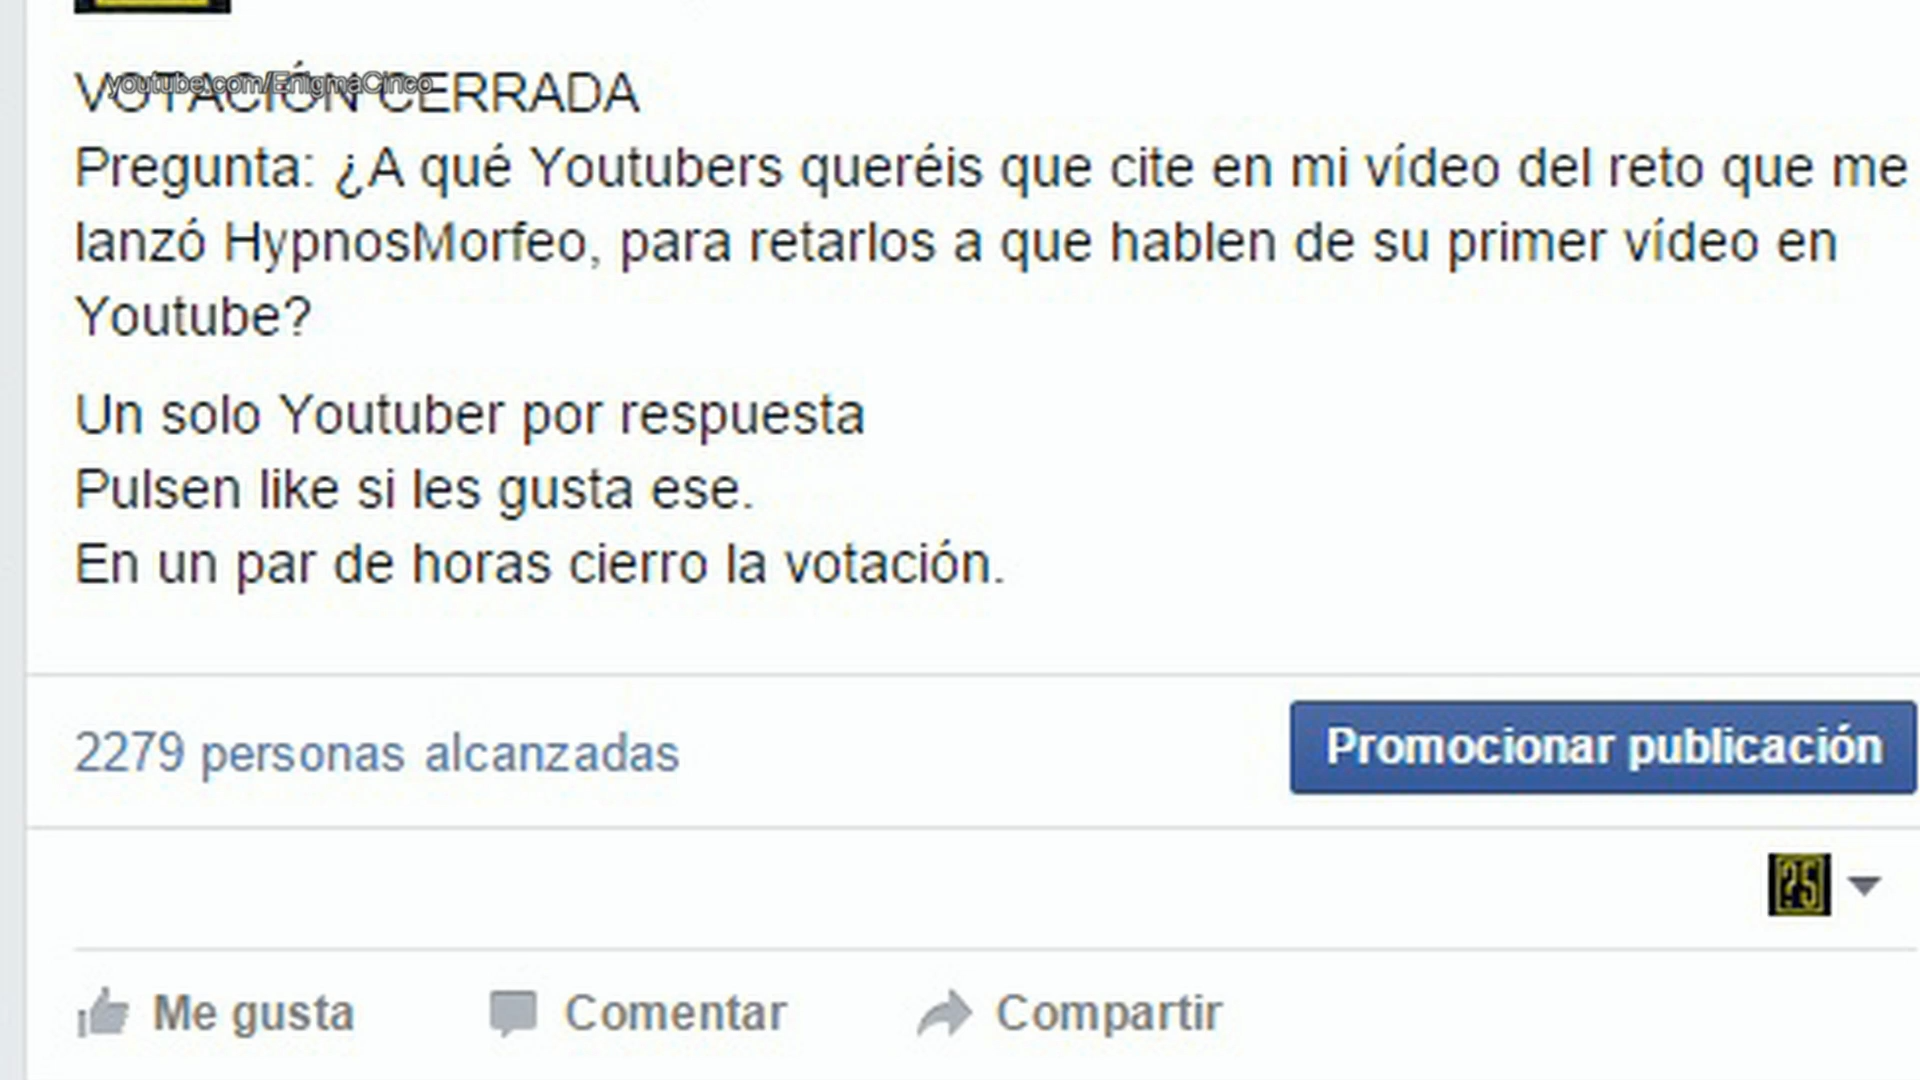 youtube.com/EnigmaCinco
VOTACIÓN CERRADA
Pregunta: ¿A qué Youtubers queréis que cite en mi vídeo del reto que me
lanzó HypnosMorfeo, para retarlos a que hablen de su primer vídeo en
Youtube?
Un solo Youtuber por respuesta
Pulsen like si les gusta ese.
En un par de horas cierro la votación.
2279 personas alcanzadas
Promocionar publicación
?5
Me gusta
Comentar
Compartir